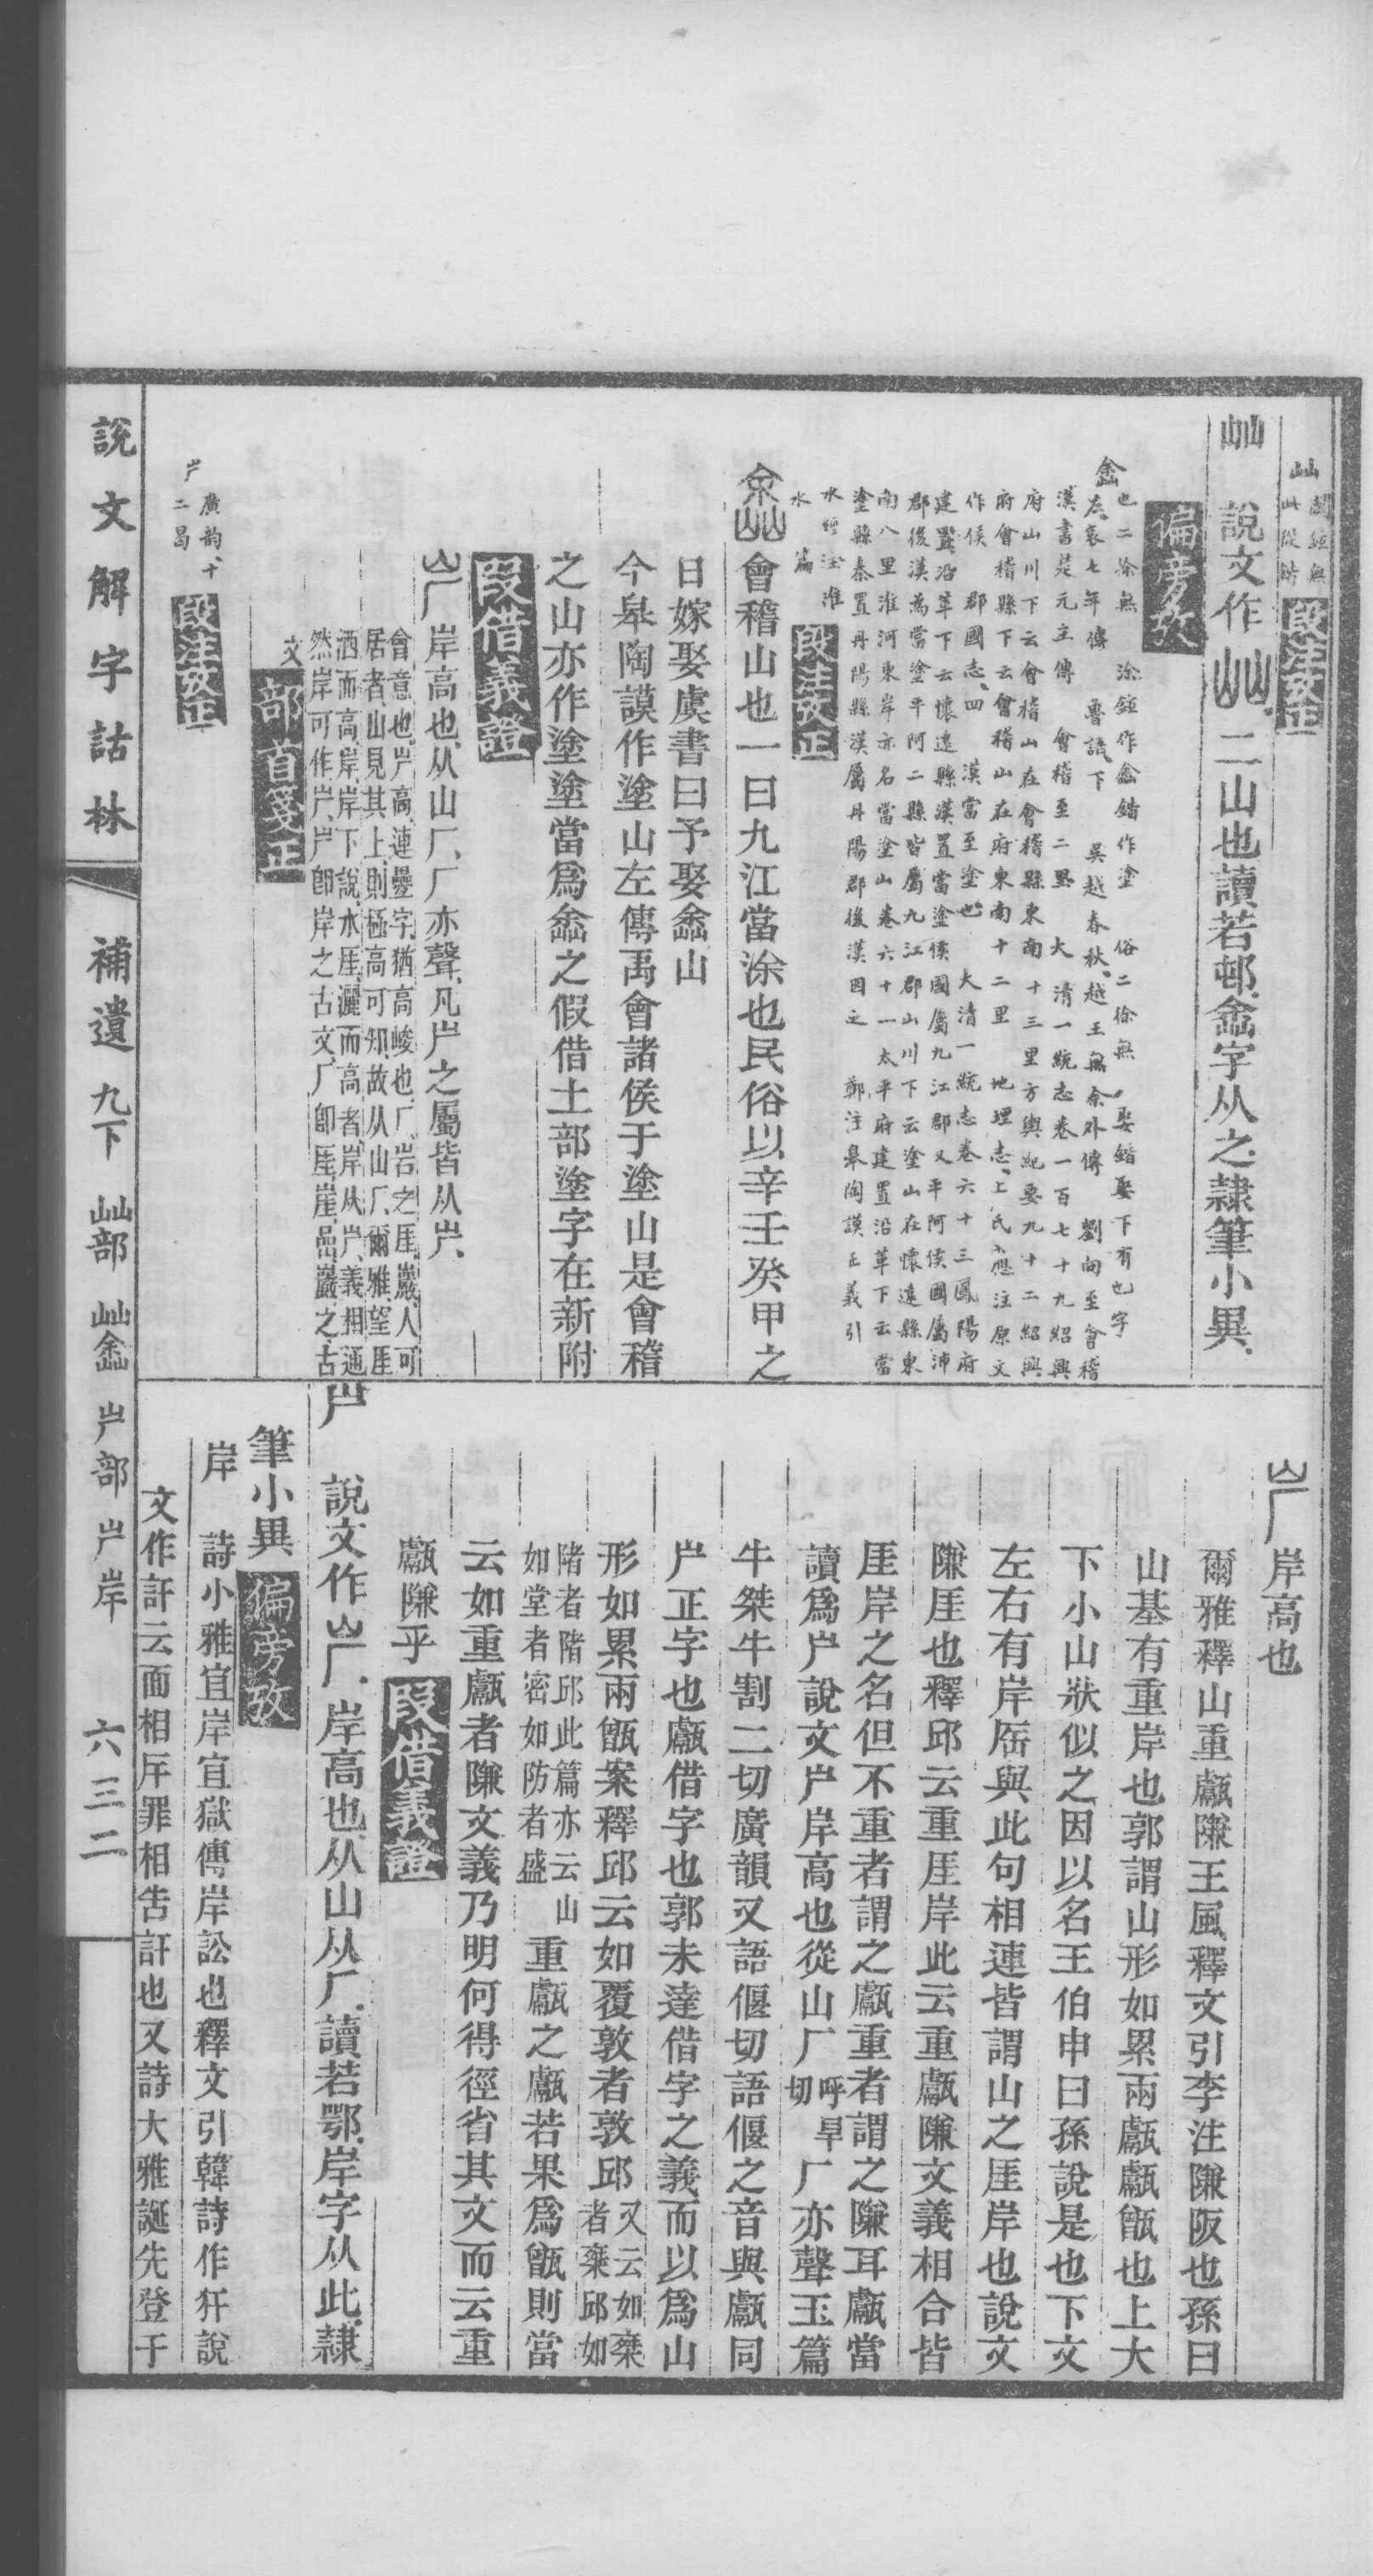 屾
段注攷正
屾　說文作屾二山也讀若邨嵞字从之隸筆小異
偏旁攷
嵞
也二徐無　涂鉉作嵞鍇作塗　俗二徐無　娶鍇娶下有也字
左哀七年傳　魯語下　吳越春秋越王無余外傳　劉向至會稽
漢書楚元王傳　會稽至二里　大清一統志卷一百七十九紹興
府山川下云會稽山在會稽縣東南十三里方輿紀要九十二紹興
府會稽縣下云會稽山在府東南十二里　地理志上氏應注原文
作侯　郡國志四　漢當至塗也　大清一統志卷六十三鳳陽府
建置沿革下云懷遠縣漢置當塗侯國屬九江郡又平阿侯國屬沛
郡後漢為當塗平阿二縣皆屬九江郡山川下云塗山在懷遠縣東
南八里淮河東岸亦名當塗山卷六十一太平府建置沿革下云當
塗縣秦置丹陽縣漢屬丹陽郡後漢因之　鄭注皋陶謨正義引
段注攷正
嵞　會稽山也一曰九江當涂也民俗以辛壬癸甲之
日嫁娶虞書曰予娶嵞山
今皋陶謨作塗山左傳禹會諸侯于塗山是會稽
之山亦作塗塗當爲嵞之假借土部塗字在新附
段借義證
屵　岸高也从山厂厂亦聲凡屵之屬皆从屵
會意也屵高連㬪字猶高峻也厂岩之厓巖人可
居者山見其上則極高可知故从山厂爾雅望厓
洒而高岸岸下說水厓灑而高者岸从屵義相通
然岸可作屵屵卽岸之古文厂卽厓崖嵒巖之古
文
部首箋正
屵
廣韵十
二曷
段注攷正
屵　岸高也
爾雅釋山重甗隒王風釋文引李注隒阪也孫曰
山基有重岸也郭謂山形如累兩甗甗甑也上大
下小山狀似之因以名王伯申曰孫說是也下文
左右有岸厒與此句相連皆謂山之厓岸也說文
隒厓也釋邱云重厓岸此云重甗隒文義相合皆
厓岸之名但不重者謂之甗重者謂之隒耳甗當
讀爲屵說文屵岸高也從山厂呼旱切厂亦聲玉篇
牛桀牛割二切廣韻又語偃切語偃之音與甗同
屵正字也甗借字也郭未達借字之義而以爲山
形如累兩甑案釋邱云如覆敦者敦邱又云如椉者椉邱如
陼者陼邱此篇亦云山如堂者密如防者盛重甗之甗若果爲甑則當
云如重甗者隒文義乃明何得徑省其文而云重
甗隒乎
段借義證
屵　說文作屵岸高也从山从厂讀若鄂岸字从此隸
筆小異
偏旁攷
岸　詩小雅宜岸宜獄傳岸訟也釋文引韓詩作犴說
文作訐云面相斥罪相告訐也又詩大雅誕先登于
說文解字詁林　補遺　九下　屾部　屾嵞　屵部　屵岸　六三二